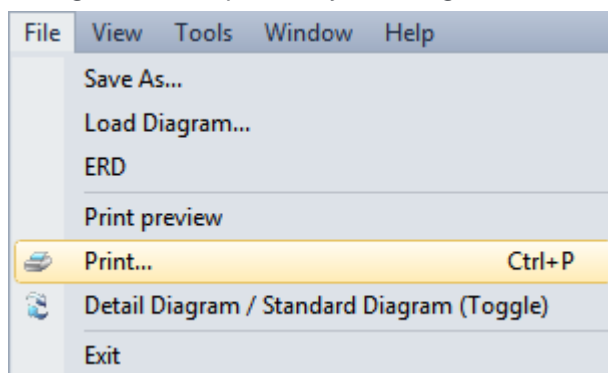 File View Tools Window Help
Save As...
Load Diagram...
ERD
Print preview
Print... Ctrl+P
Detail Diagram / Standard Diagram (Toggle)
Exit